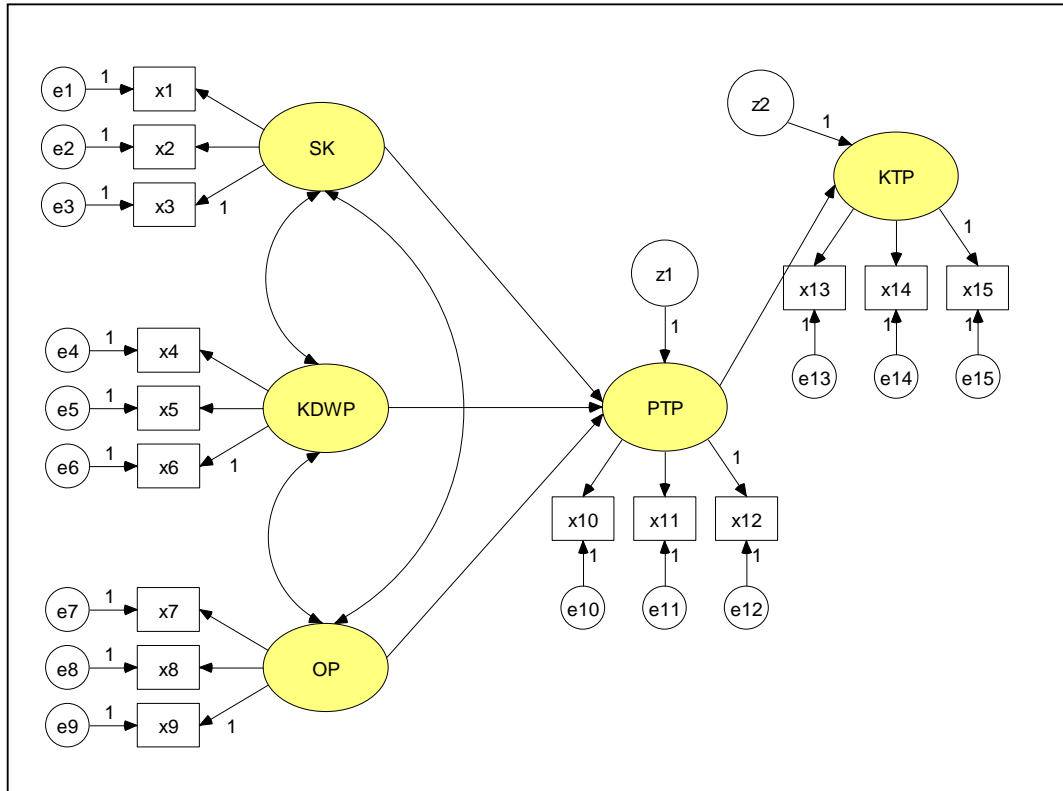 e1 1 x1
e2 1 x2
e3 1 x3 1
SK
z2 1
KTP
1
x13 x14 x15
1 1 1
e13 e14 e15
z1
1
e4 1 x4
e5 1 x5
e6 1 x6 1
KDWP
PTP
1
x10 x11 x12
1 1 1
e10 e11 e12
e7 1 x7
e8 1 x8
e9 1 x9 1
OP